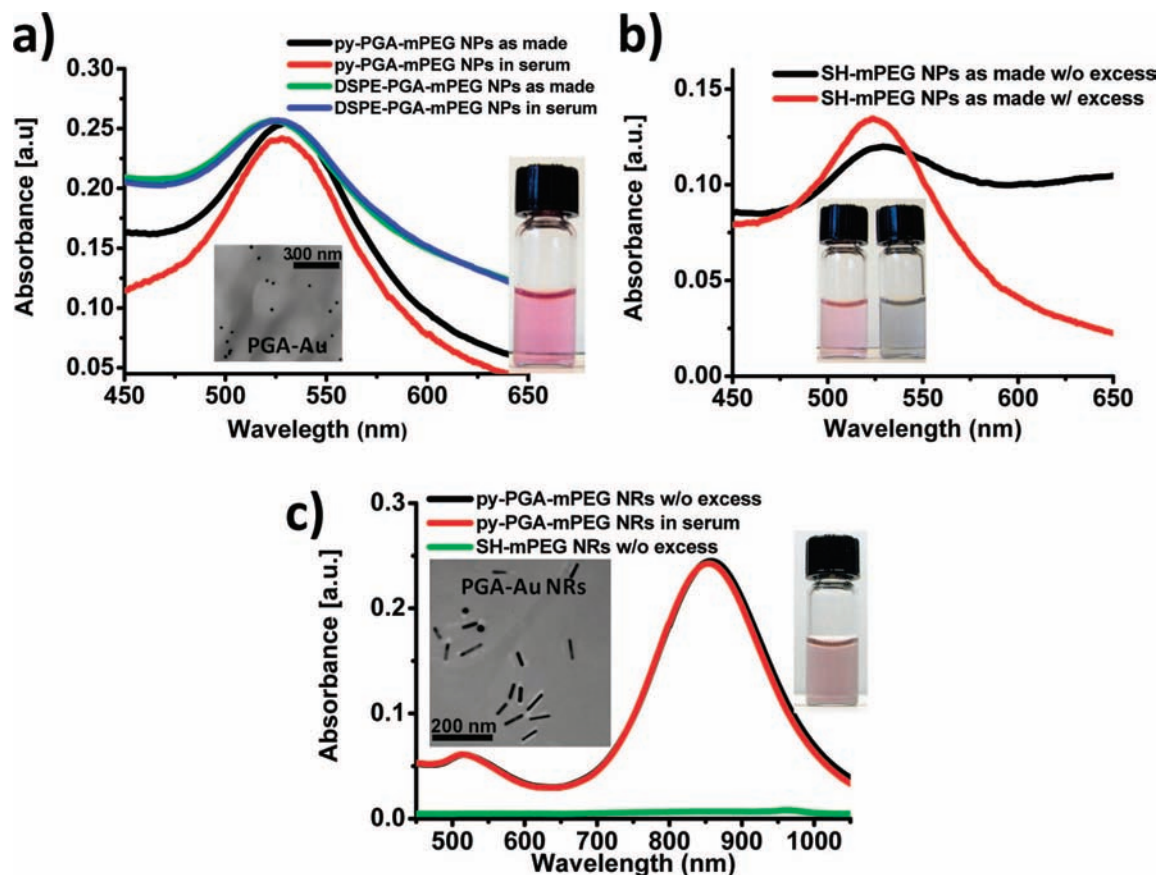 a)
py-PGA-mPEG NPs as made
py-PGA-mPEG NPs in serum
DSPE-PGA-mPEG NPs as made
DSPE-PGA-mPEG NPs in serum
Absorbance [a.u]
0.30
0.25
0.20
0.15
0.10
0.05
300 nm
PGA-Au
450 500 550 600 650
Wavelegth (nm)
b)
SH-mPEG NPs as made w/o excess
SH-mPEG NPs as made w/ excess
Absorbance [a.u.]
0.15
0.10
0.05
0.00
450 500 550 600 650
Wavelength (nm)
c)
py-PGA-mPEG NRs w/o excess
py-PGA-mPEG NRs in serum
SH-mPEG NRs w/o excess
Absorbance [a.u.]
0.3
0.2
0.1
0.0
PGA-Au NRs
200 nm
500 600 700 800 900 1000
Wavelength (nm)